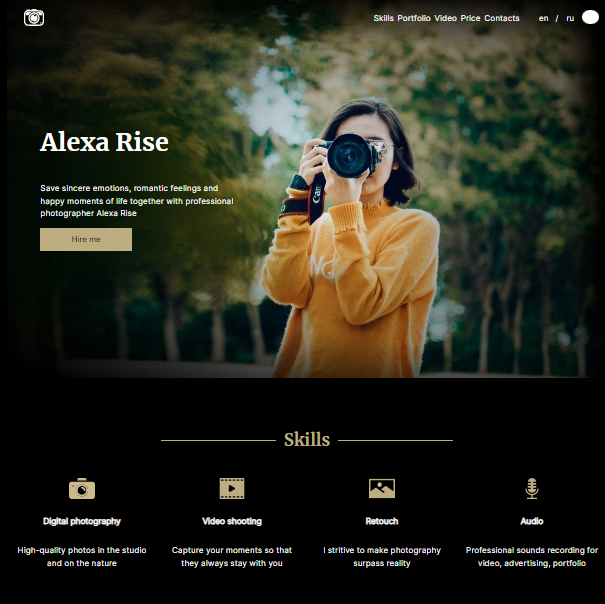 Skills Portfolio Video Price Contacts en / ru
Alexa Rise
Save sincere emotions, romantic feelings and
happy moments of life together with professional
photographer Alexa Rise
Hire me
Canon
Skills
Digital photography
High-quality photos in the studio
and on the nature
Video shooting
Capture your moments so that
they always stay with you
Retouch
I stritive to make photography
surpass reality
Audio
Professional sounds recording for
video, advertising, portfolio